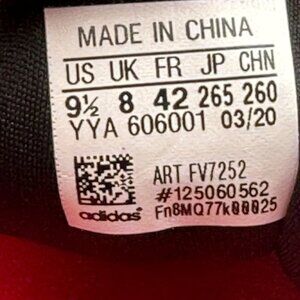 MADE IN CHINA
US UK FR JP CHN
9½ 8 42 265 260
YYA 606001 03/20
ART FV7252
#125060562
adidas Fn8MQ77k00025